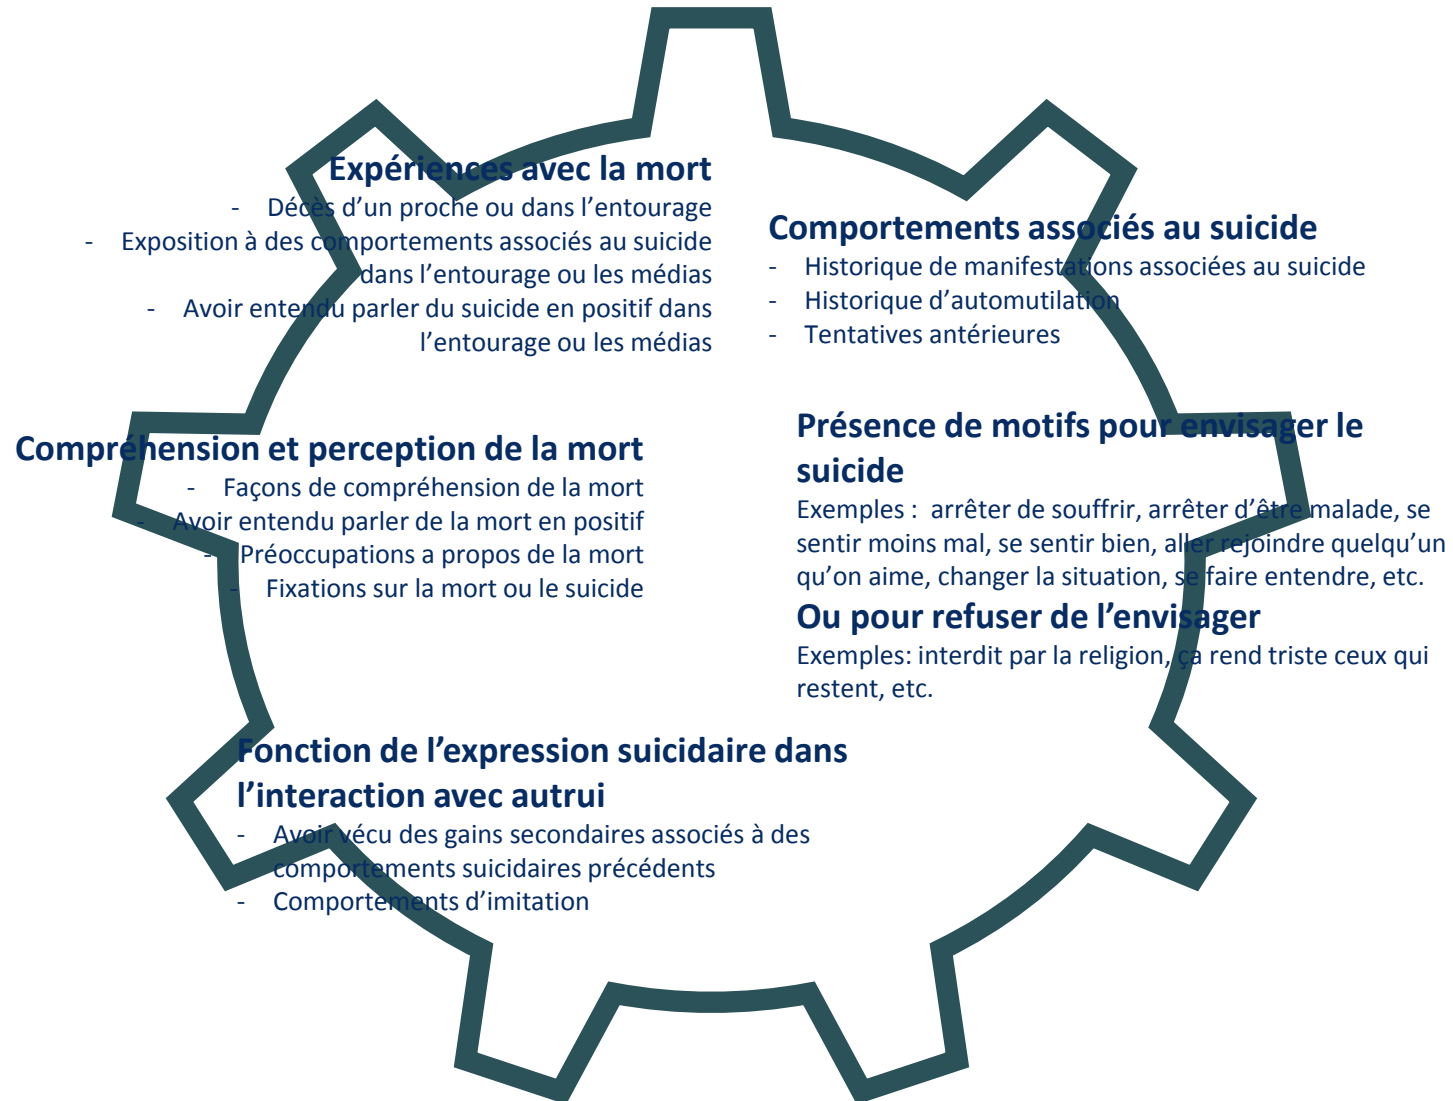 Expériences avec la mort
- Décès d’un proche ou dans l’entourage
- Exposition à des comportements associés au suicide
dans l’entourage ou les médias
- Avoir entendu parler du suicide en positif dans
l’entourage ou les médias
Comportements associés au suicide
- Historique de manifestations associées au suicide
- Historique d’automutilation
- Tentatives antérieures
Compréhension et perception de la mort
- Façons de compréhension de la mort
- Avoir entendu parler de la mort en positif
- Préoccupations a propos de la mort
- Fixations sur la mort ou le suicide
Présence de motifs pour envisager le
suicide
Exemples : arrêter de souffrir, arrêter d’être malade, se
sentir moins mal, se sentir bien, aller rejoindre quelqu’un
qu’on aime, changer la situation, se faire entendre, etc.
Ou pour refuser de l’envisager
Exemples: interdit par la religion, ça rend triste ceux qui
restent, etc.
Fonction de l’expression suicidaire dans
l’interaction avec autrui
- Avoir vécu des gains secondaires associés à des
comportements suicidaires précédents
- Comportements d’imitation